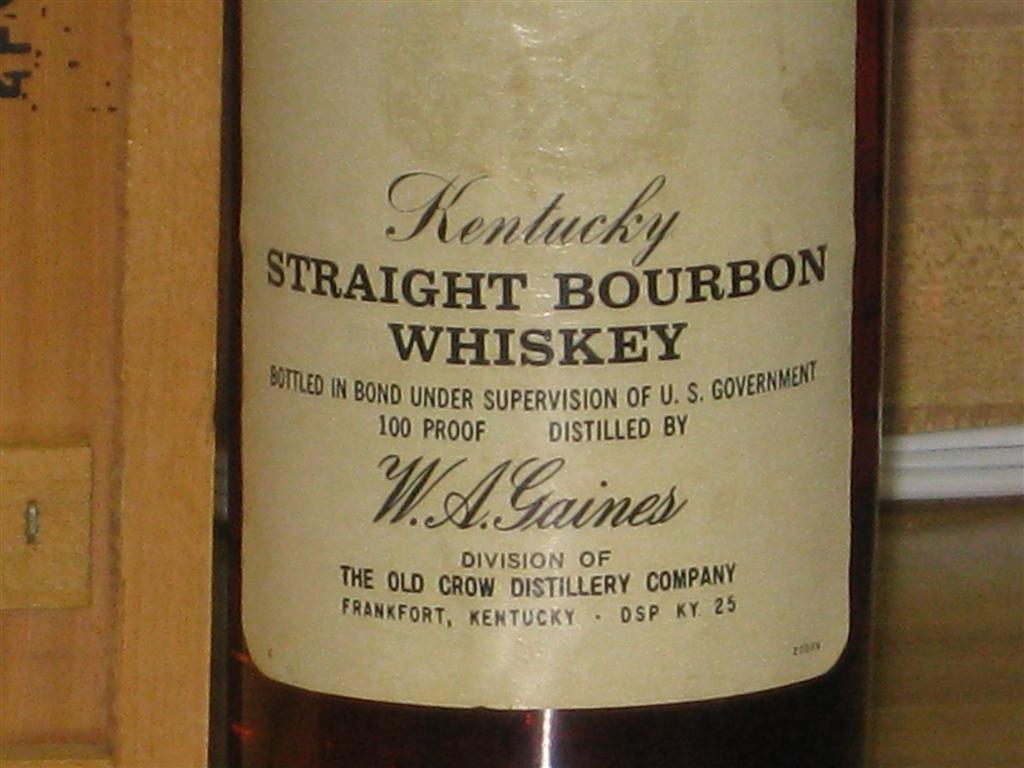 Kentucky
STRAIGHT BOURBON
WHISKEY
BOTTLED IN BOND UNDER SUPERVISION OF U. S. GOVERNMENT
100 PROOF DISTILLED BY
W.A.Gaines
DIVISION OF
THE OLD CROW DISTILLERY COMPANY
FRANKFORT, KENTUCKY · DSP KY. 25